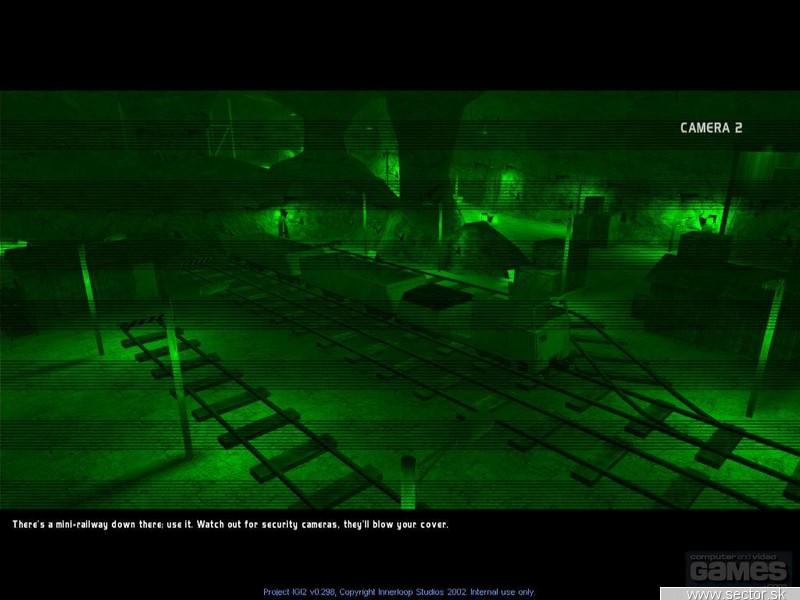 CAMERA 2
There's a mini-railway down there; use it. Watch out for security cameras, they'll blow your cover.
computer and video
GAMES
.com
Project IGI2 v0.298, Copyright Innerloop Studios 2002. Internal use only.
www.sector.sk